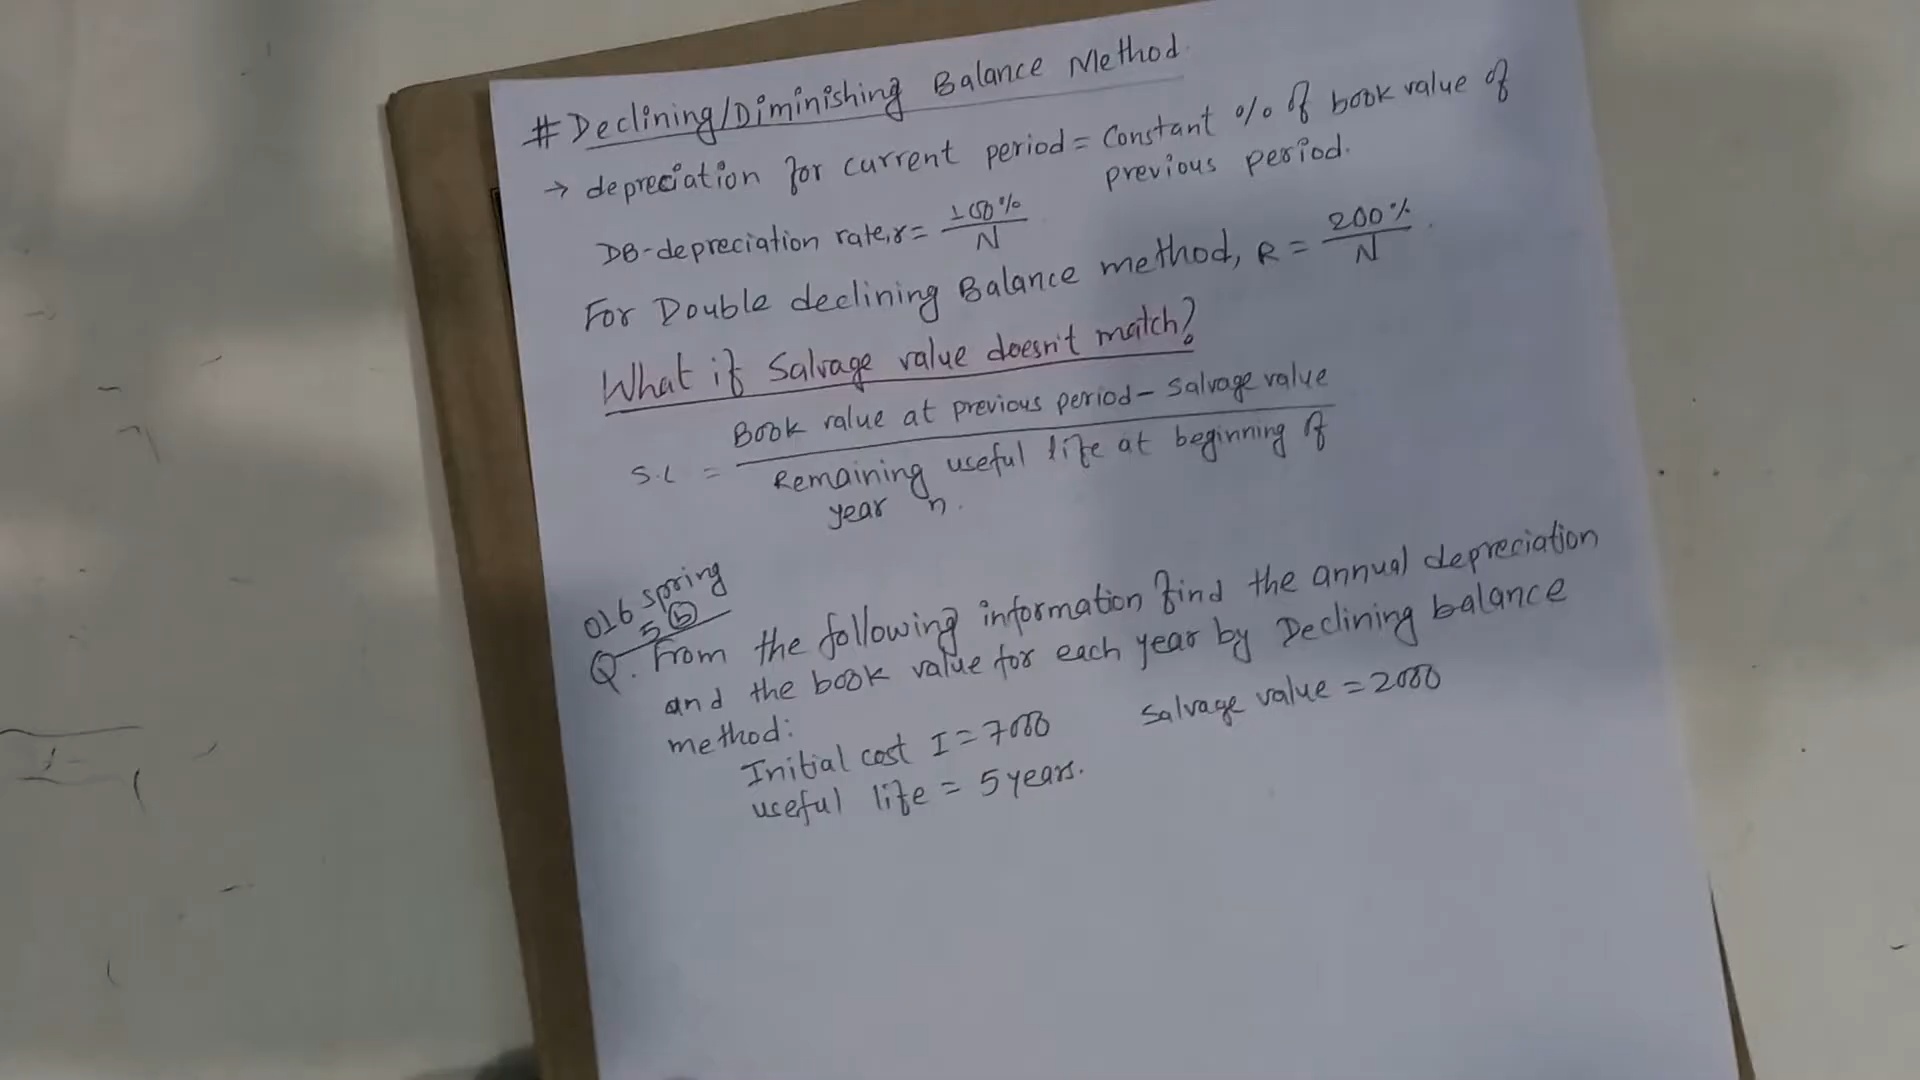 # Declining/Diminishing Balance Method
→ depreciation for current period = Constant % of book value of
previous period.
DB-depreciation rate, r = 100% / N
For Double declining Balance method, R = 200% / N
What if Salvage value doesn't match?
S.L = Book value at previous period - Salvage value
Remaining useful life at beginning of
year n.
016 spring
5 (b)
Q. From the following information find the annual depreciation
and the book value for each year by Declining balance
method:
Initial cost I = 7000 Salvage value = 2000
useful life = 5 years.